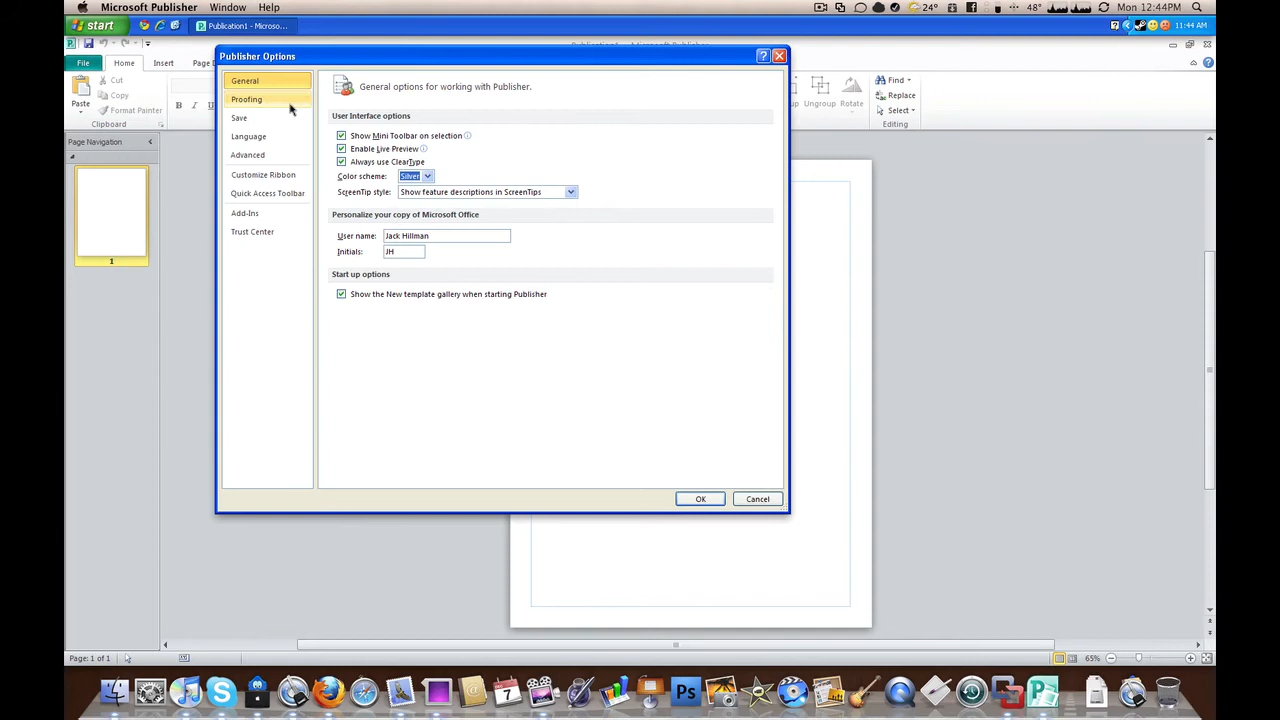 Microsoft Publisher Window Help
24° 48° Mon 12:44PM
start Publication1 - Microso... 11:44 AM
File Home Insert Page D
Paste
Cut
Copy
Format Painter
Clipboard
B I U
Ungroup Rotate
Find
Replace
Select
Editing
Page Navigation
1
Publisher Options
General
Proofing
Save
Language
Advanced
Customize Ribbon
Quick Access Toolbar
Add-Ins
Trust Center
General options for working with Publisher.
User Interface options
Show Mini Toolbar on selection
Enable Live Preview
Always use ClearType
Color scheme: Silver
ScreenTip style: Show feature descriptions in ScreenTips
Personalize your copy of Microsoft Office
User name: Jack Hillman
Initials: JH
Start up options
Show the New template gallery when starting Publisher
OK Cancel
Page: 1 of 1
65%
7
Ps